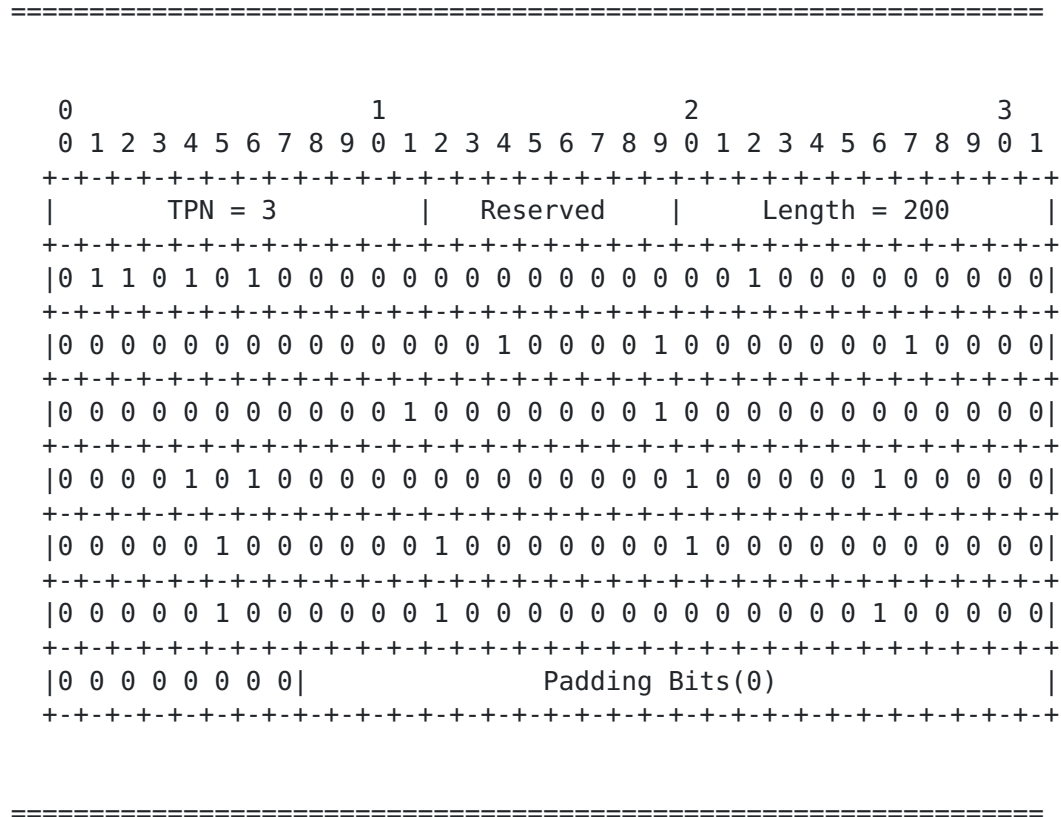 ==================================================================
 0                   1                   2                   3
 0 1 2 3 4 5 6 7 8 9 0 1 2 3 4 5 6 7 8 9 0 1 2 3 4 5 6 7 8 9 0 1
+-+-+-+-+-+-+-+-+-+-+-+-+-+-+-+-+-+-+-+-+-+-+-+-+-+-+-+-+-+-+-+-+
|       TPN = 3         |   Reserved    |     Length = 200      |
+-+-+-+-+-+-+-+-+-+-+-+-+-+-+-+-+-+-+-+-+-+-+-+-+-+-+-+-+-+-+-+-+
|0 1 1 0 1 0 1 0 0 0 0 0 0 0 0 0 0 0 0 0 0 0 1 0 0 0 0 0 0 0 0 0|
+-+-+-+-+-+-+-+-+-+-+-+-+-+-+-+-+-+-+-+-+-+-+-+-+-+-+-+-+-+-+-+-+
|0 0 0 0 0 0 0 0 0 0 0 0 0 0 1 0 0 0 0 1 0 0 0 0 0 0 0 1 0 0 0 0|
+-+-+-+-+-+-+-+-+-+-+-+-+-+-+-+-+-+-+-+-+-+-+-+-+-+-+-+-+-+-+-+-+
|0 0 0 0 0 0 0 0 0 0 0 1 0 0 0 0 0 0 0 1 0 0 0 0 0 0 0 0 0 0 0 0|
+-+-+-+-+-+-+-+-+-+-+-+-+-+-+-+-+-+-+-+-+-+-+-+-+-+-+-+-+-+-+-+-+
|0 0 0 0 1 0 1 0 0 0 0 0 0 0 0 0 0 0 0 0 1 0 0 0 0 0 1 0 0 0 0 0|
+-+-+-+-+-+-+-+-+-+-+-+-+-+-+-+-+-+-+-+-+-+-+-+-+-+-+-+-+-+-+-+-+
|0 0 0 0 0 1 0 0 0 0 0 0 1 0 0 0 0 0 0 0 1 0 0 0 0 0 0 0 0 0 0 0|
+-+-+-+-+-+-+-+-+-+-+-+-+-+-+-+-+-+-+-+-+-+-+-+-+-+-+-+-+-+-+-+-+
|0 0 0 0 0 1 0 0 0 0 0 0 1 0 0 0 0 0 0 0 0 0 0 0 0 0 1 0 0 0 0 0|
+-+-+-+-+-+-+-+-+-+-+-+-+-+-+-+-+-+-+-+-+-+-+-+-+-+-+-+-+-+-+-+-+
|0 0 0 0 0 0 0 0|               Padding Bits(0)                 |
+-+-+-+-+-+-+-+-+-+-+-+-+-+-+-+-+-+-+-+-+-+-+-+-+-+-+-+-+-+-+-+-+
==================================================================